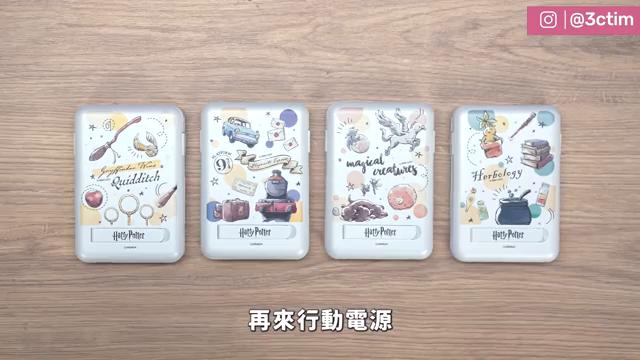 @3ctim
Gryffindor Wins
Quidditch
Harry Potter
9¾
Harry Potter
magical
creatures
Harry Potter
Herbology
Harry Potter
再來行動電源